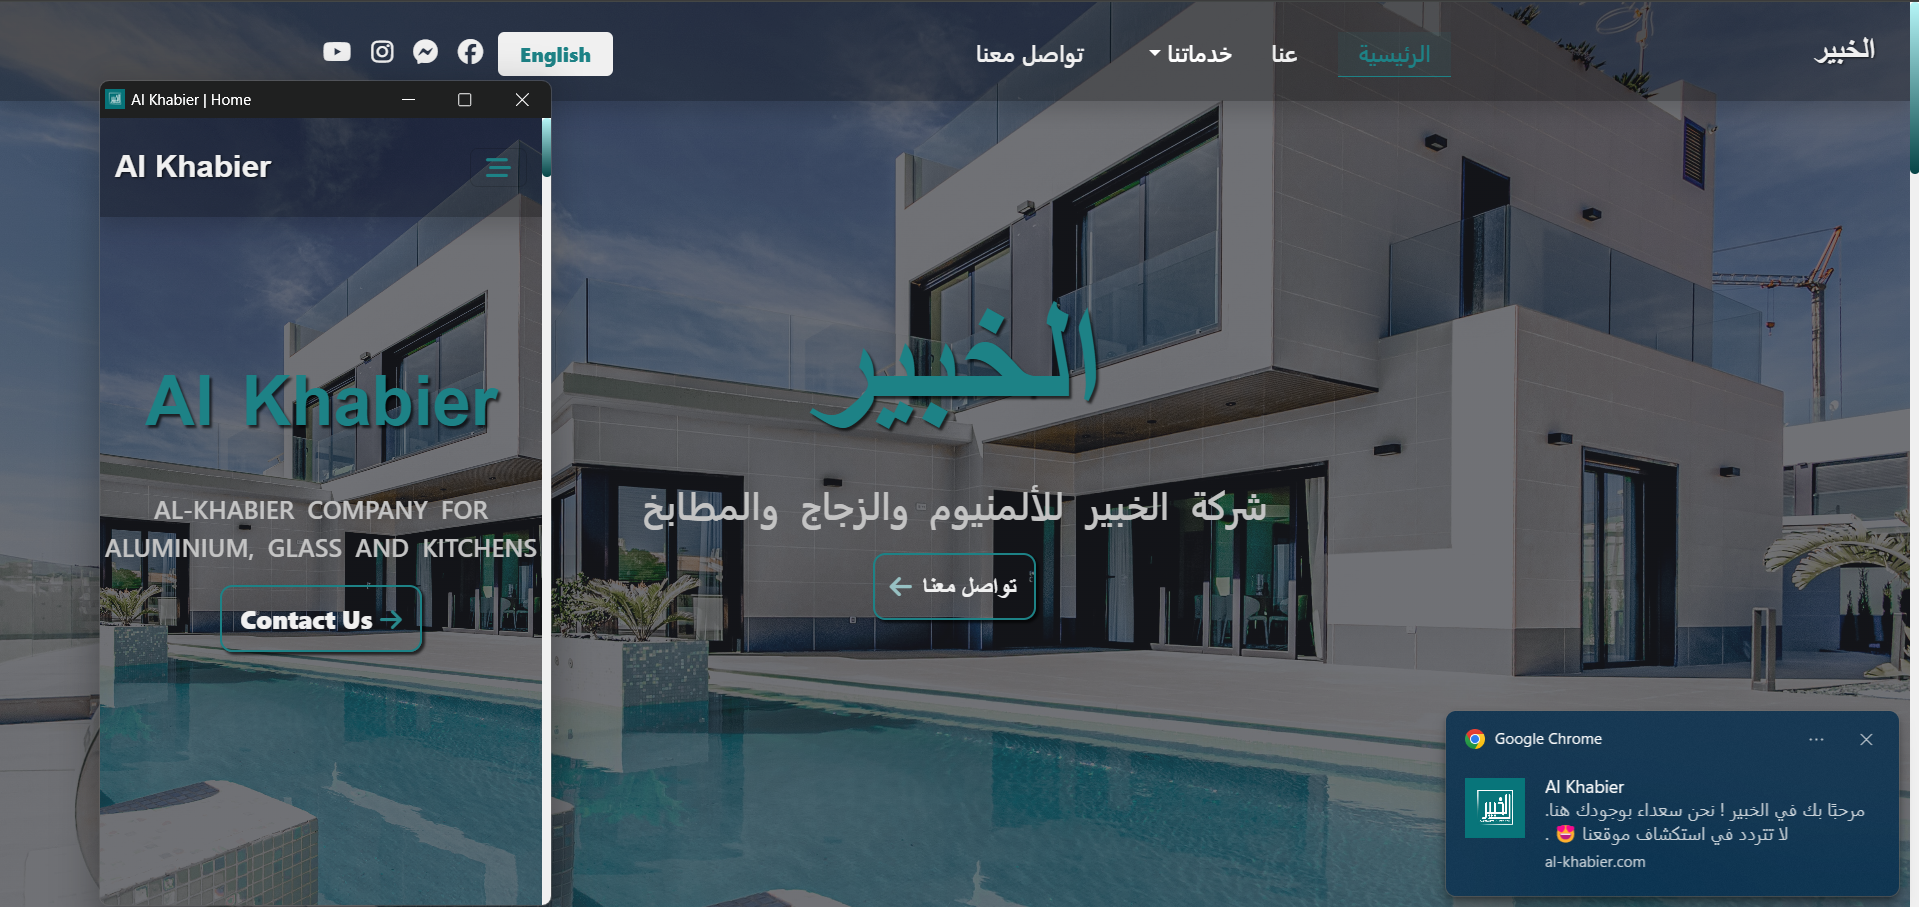 الخبير
الرئيسية
عنا
خدماتنا
تواصل معنا
English
Al Khabier | Home
Al Khabier
Al Khabier
AL-KHABIER COMPANY FOR
ALUMINIUM, GLASS AND KITCHENS
Contact Us
الخبير
شركة الخبير للألمنيوم والزجاج والمطابخ
تواصل معنا
Google Chrome
الخبير
Al Khabier
مرحبًا بك في الخبير ! نحن سعداء بوجودك هنا.
لا تتردد في استكشاف موقعنا 😍 .
al-khabier.com